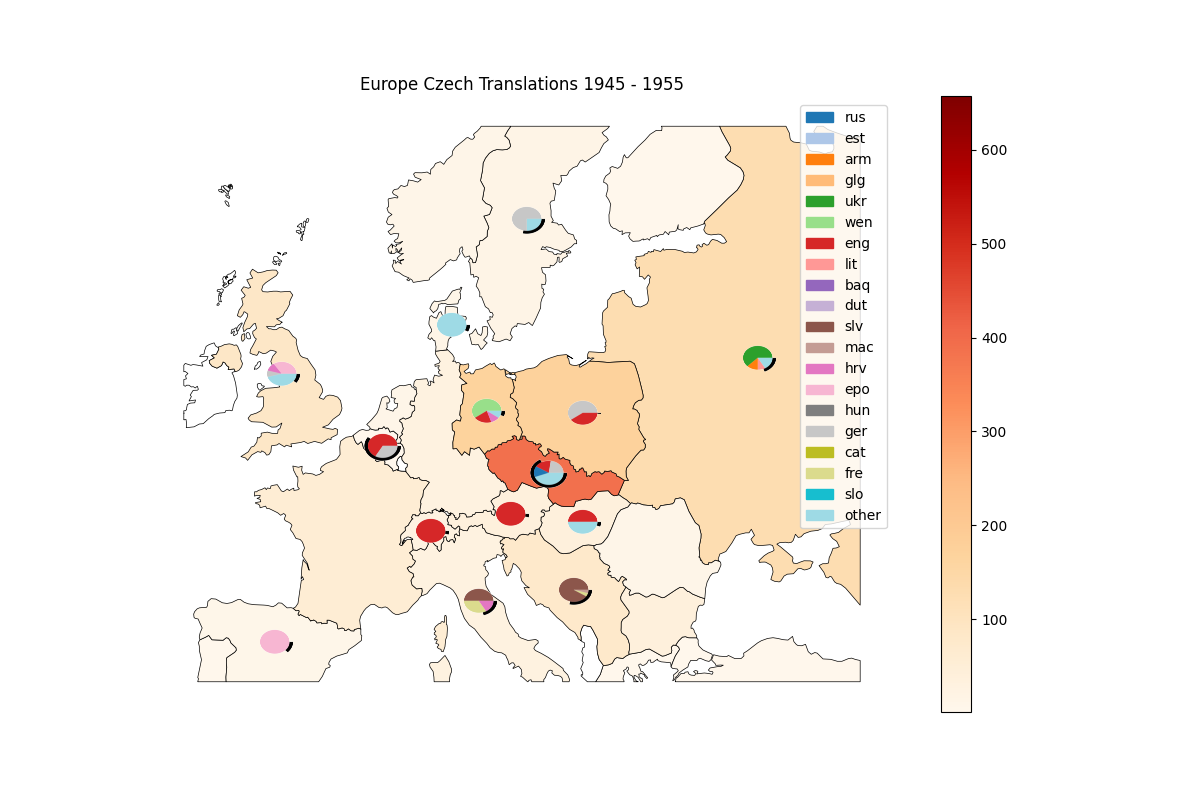 Europe Czech Translations 1945 - 1955
rus
est
arm
glg
ukr
wen
eng
lit
baq
dut
slv
mac
hrv
epo
hun
ger
cat
fre
slo
other
600
500
400
300
200
100